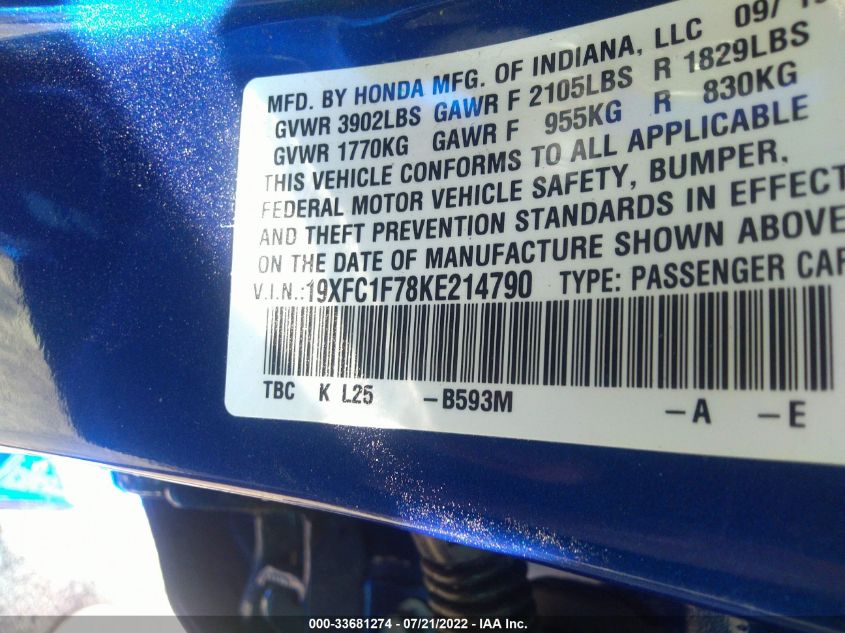 MFD. BY HONDA MFG. OF INDIANA, LLC 09/
GVWR 3902LBS GAWR F 2105LBS R 1829LBS
GVWR 1770KG GAWR F 955KG R 830KG
THIS VEHICLE CONFORMS TO ALL APPLICABLE
FEDERAL MOTOR VEHICLE SAFETY, BUMPER,
AND THEFT PREVENTION STANDARDS IN EFFECT
ON THE DATE OF MANUFACTURE SHOWN ABOVE
V.I.N.:19XFC1F78KE214790 TYPE: PASSENGER CAR
TBC K L25 -B593M -A -E
000-33681274 - 07/21/2022 - IAA Inc.